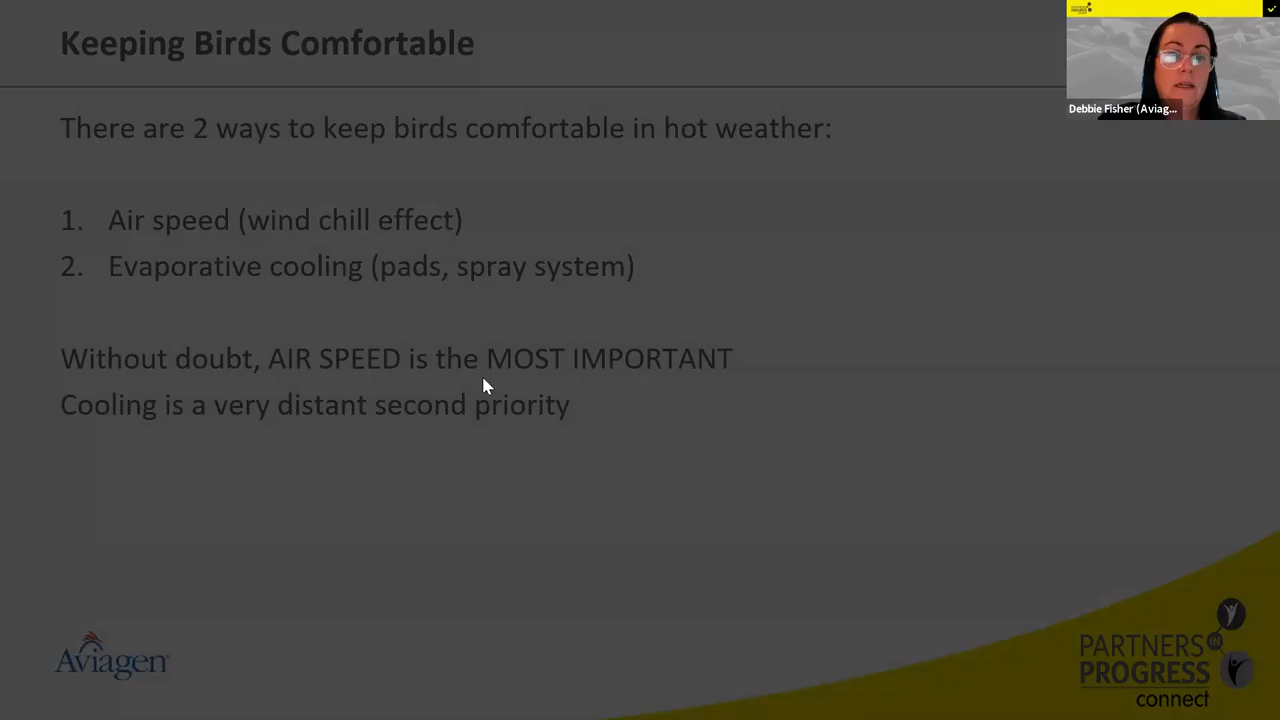 Keeping Birds Comfortable
Debbie Fisher (Aviag...
There are 2 ways to keep birds comfortable in hot weather:
1. Air speed (wind chill effect)
2. Evaporative cooling (pads, spray system)
Without doubt, AIR SPEED is the MOST IMPORTANT
Cooling is a very distant second priority
Aviagen
PARTNERS IN
PROGRESS
connect